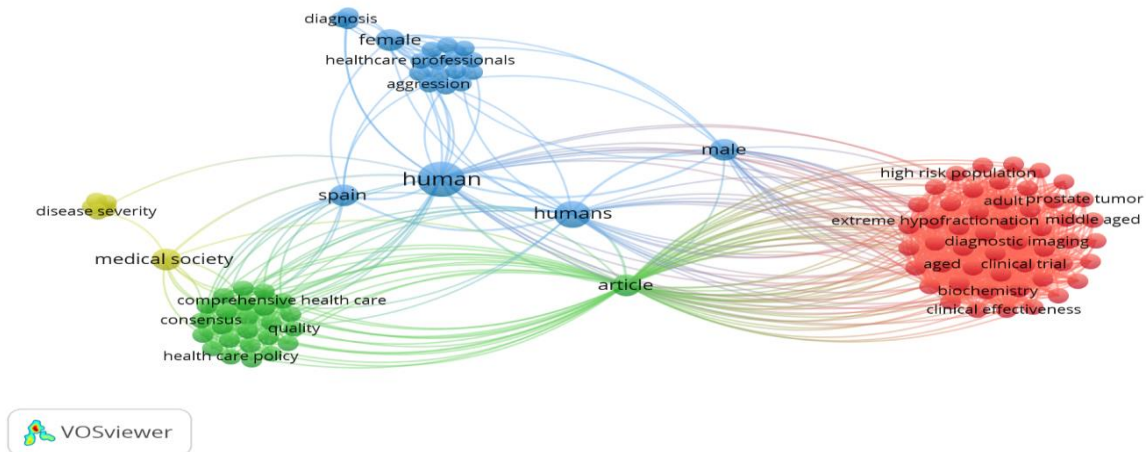 diagnosis
female
healthcare professionals
aggression
male
human
high risk population
adult
prostate tumor
spain
humans
extreme hypofractionation
middle aged
disease severity
diagnostic imaging
medical society
aged
clinical trial
article
biochemistry
comprehensive health care
clinical effectiveness
consensus
quality
health care policy
VOSviewer